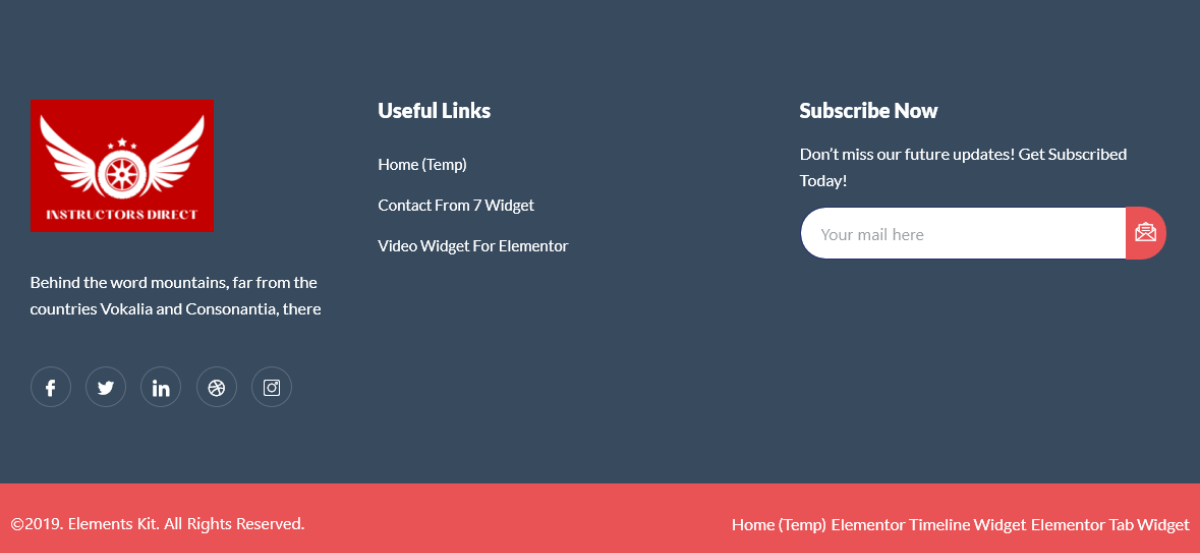 INSTRUCTORS DIRECT
Behind the word mountains, far from the
countries Vokalia and Consonantia, there
Useful Links
Home (Temp)
Contact From 7 Widget
Video Widget For Elementor
Subscribe Now
Don't miss our future updates! Get Subscribed
Today!
Your mail here
©2019. Elements Kit. All Rights Reserved.
Home (Temp) Elementor Timeline Widget Elementor Tab Widget